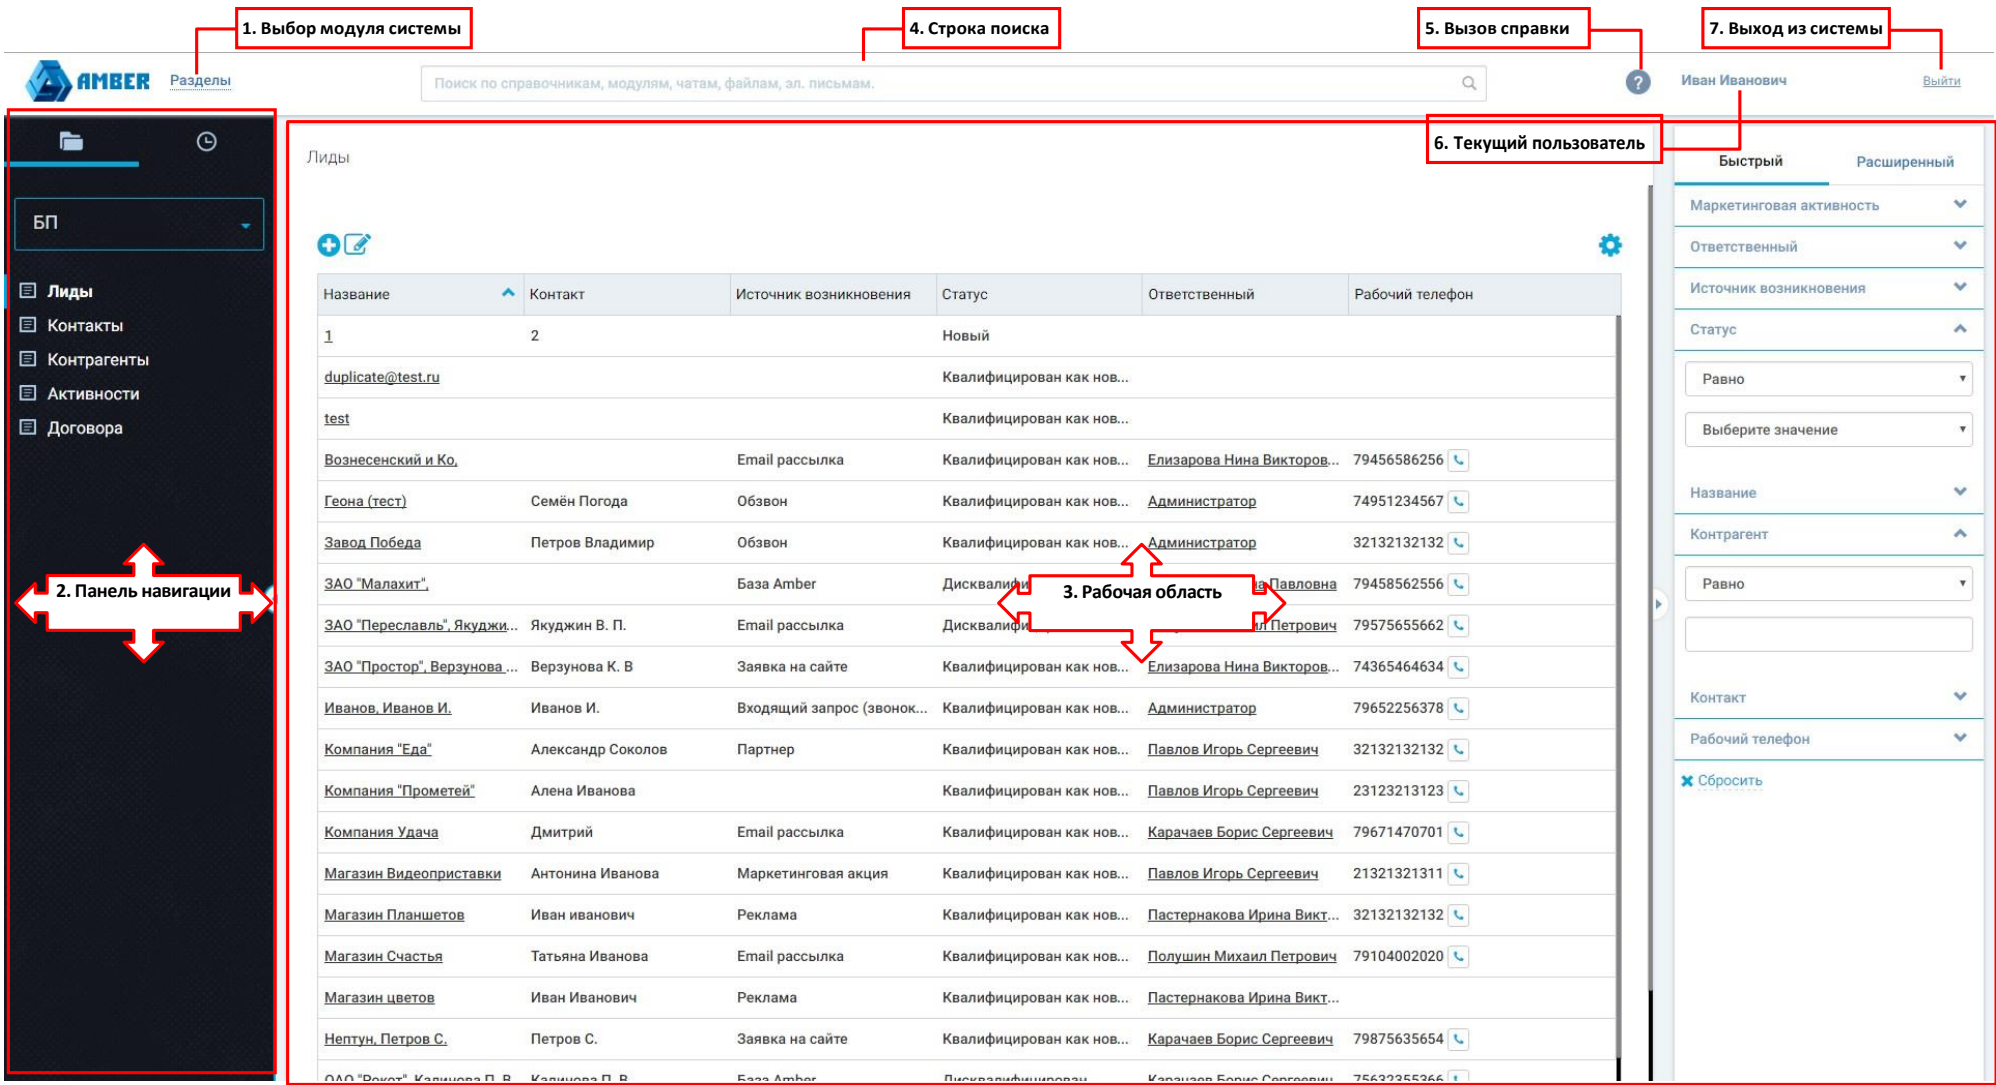 1. Выбор модуля системы
4. Строка поиска
5. Вызов справки
7. Выход из системы
AMBER
Разделы
Поиск по справочникам, модулям, чатам, файлам, эл. письмам.
?
Иван Иванович
Выйти
6. Текущий пользователь
БП
Лиды
Контакты
Контрагенты
Активности
Договора
2. Панель навигации
Лиды
Название Контакт Источник возникновения Статус Ответственный Рабочий телефон
1 2 Новый
duplicate@test.ru Квалифицирован как нов...
test Квалифицирован как нов...
Вознесенский и Ко, Email рассылка Квалифицирован как нов... Елизарова Нина Викторов... 79456586256
Геона (тест) Семён Погода Обзвон Квалифицирован как нов... Администратор 74951234567
Завод Победа Петров Владимир Обзвон Квалифицирован как нов... Администратор 32132132132
ЗАО "Малахит", База Amber Павловна 79458562556
3. Рабочая область
ЗАО "Переславль", Якуджи... Якуджин В. П. Email рассылка Петрович 79575655662
ЗАО "Простор", Верзунова ... Верзунова К. В Заявка на сайте Квалифицирован как нов... Елизарова Нина Викторов... 74365464634
Иванов, Иванов И. Иванов И. Входящий запрос (звонок... Квалифицирован как нов... Администратор 79652256378
Компания "Еда" Александр Соколов Партнер Квалифицирован как нов... Павлов Игорь Сергеевич 32132132132
Компания "Прометей" Алена Иванова Квалифицирован как нов... Павлов Игорь Сергеевич 23123213123
Компания Удача Дмитрий Email рассылка Квалифицирован как нов... Карачаев Борис Сергеевич 79671470701
Магазин Видеоприставки Антонина Иванова Маркетинговая акция Квалифицирован как нов... Павлов Игорь Сергеевич 21321321311
Магазин Планшетов Иван иванович Реклама Квалифицирован как нов... Пастернакова Ирина Викт... 32132132132
Магазин Счастья Татьяна Иванова Email рассылка Квалифицирован как нов... Полушин Михаил Петрович 79104002020
Магазин цветов Иван Иванович Реклама Квалифицирован как нов... Пастернакова Ирина Викт...
Нептун, Петров С. Петров С. Заявка на сайте Квалифицирован как нов... Карачаев Борис Сергеевич 79875635654
ОАО "Рокот", Калинова П. В. Калинова П. В. База Amber Дисквалифицирован Карачаев Борис Сергеевич 75632355366
Быстрый Расширенный
Маркетинговая активность
Ответственный
Источник возникновения
Статус
Равно
Выберите значение
Название
Контрагент
Равно
Контакт
Рабочий телефон
Сбросить